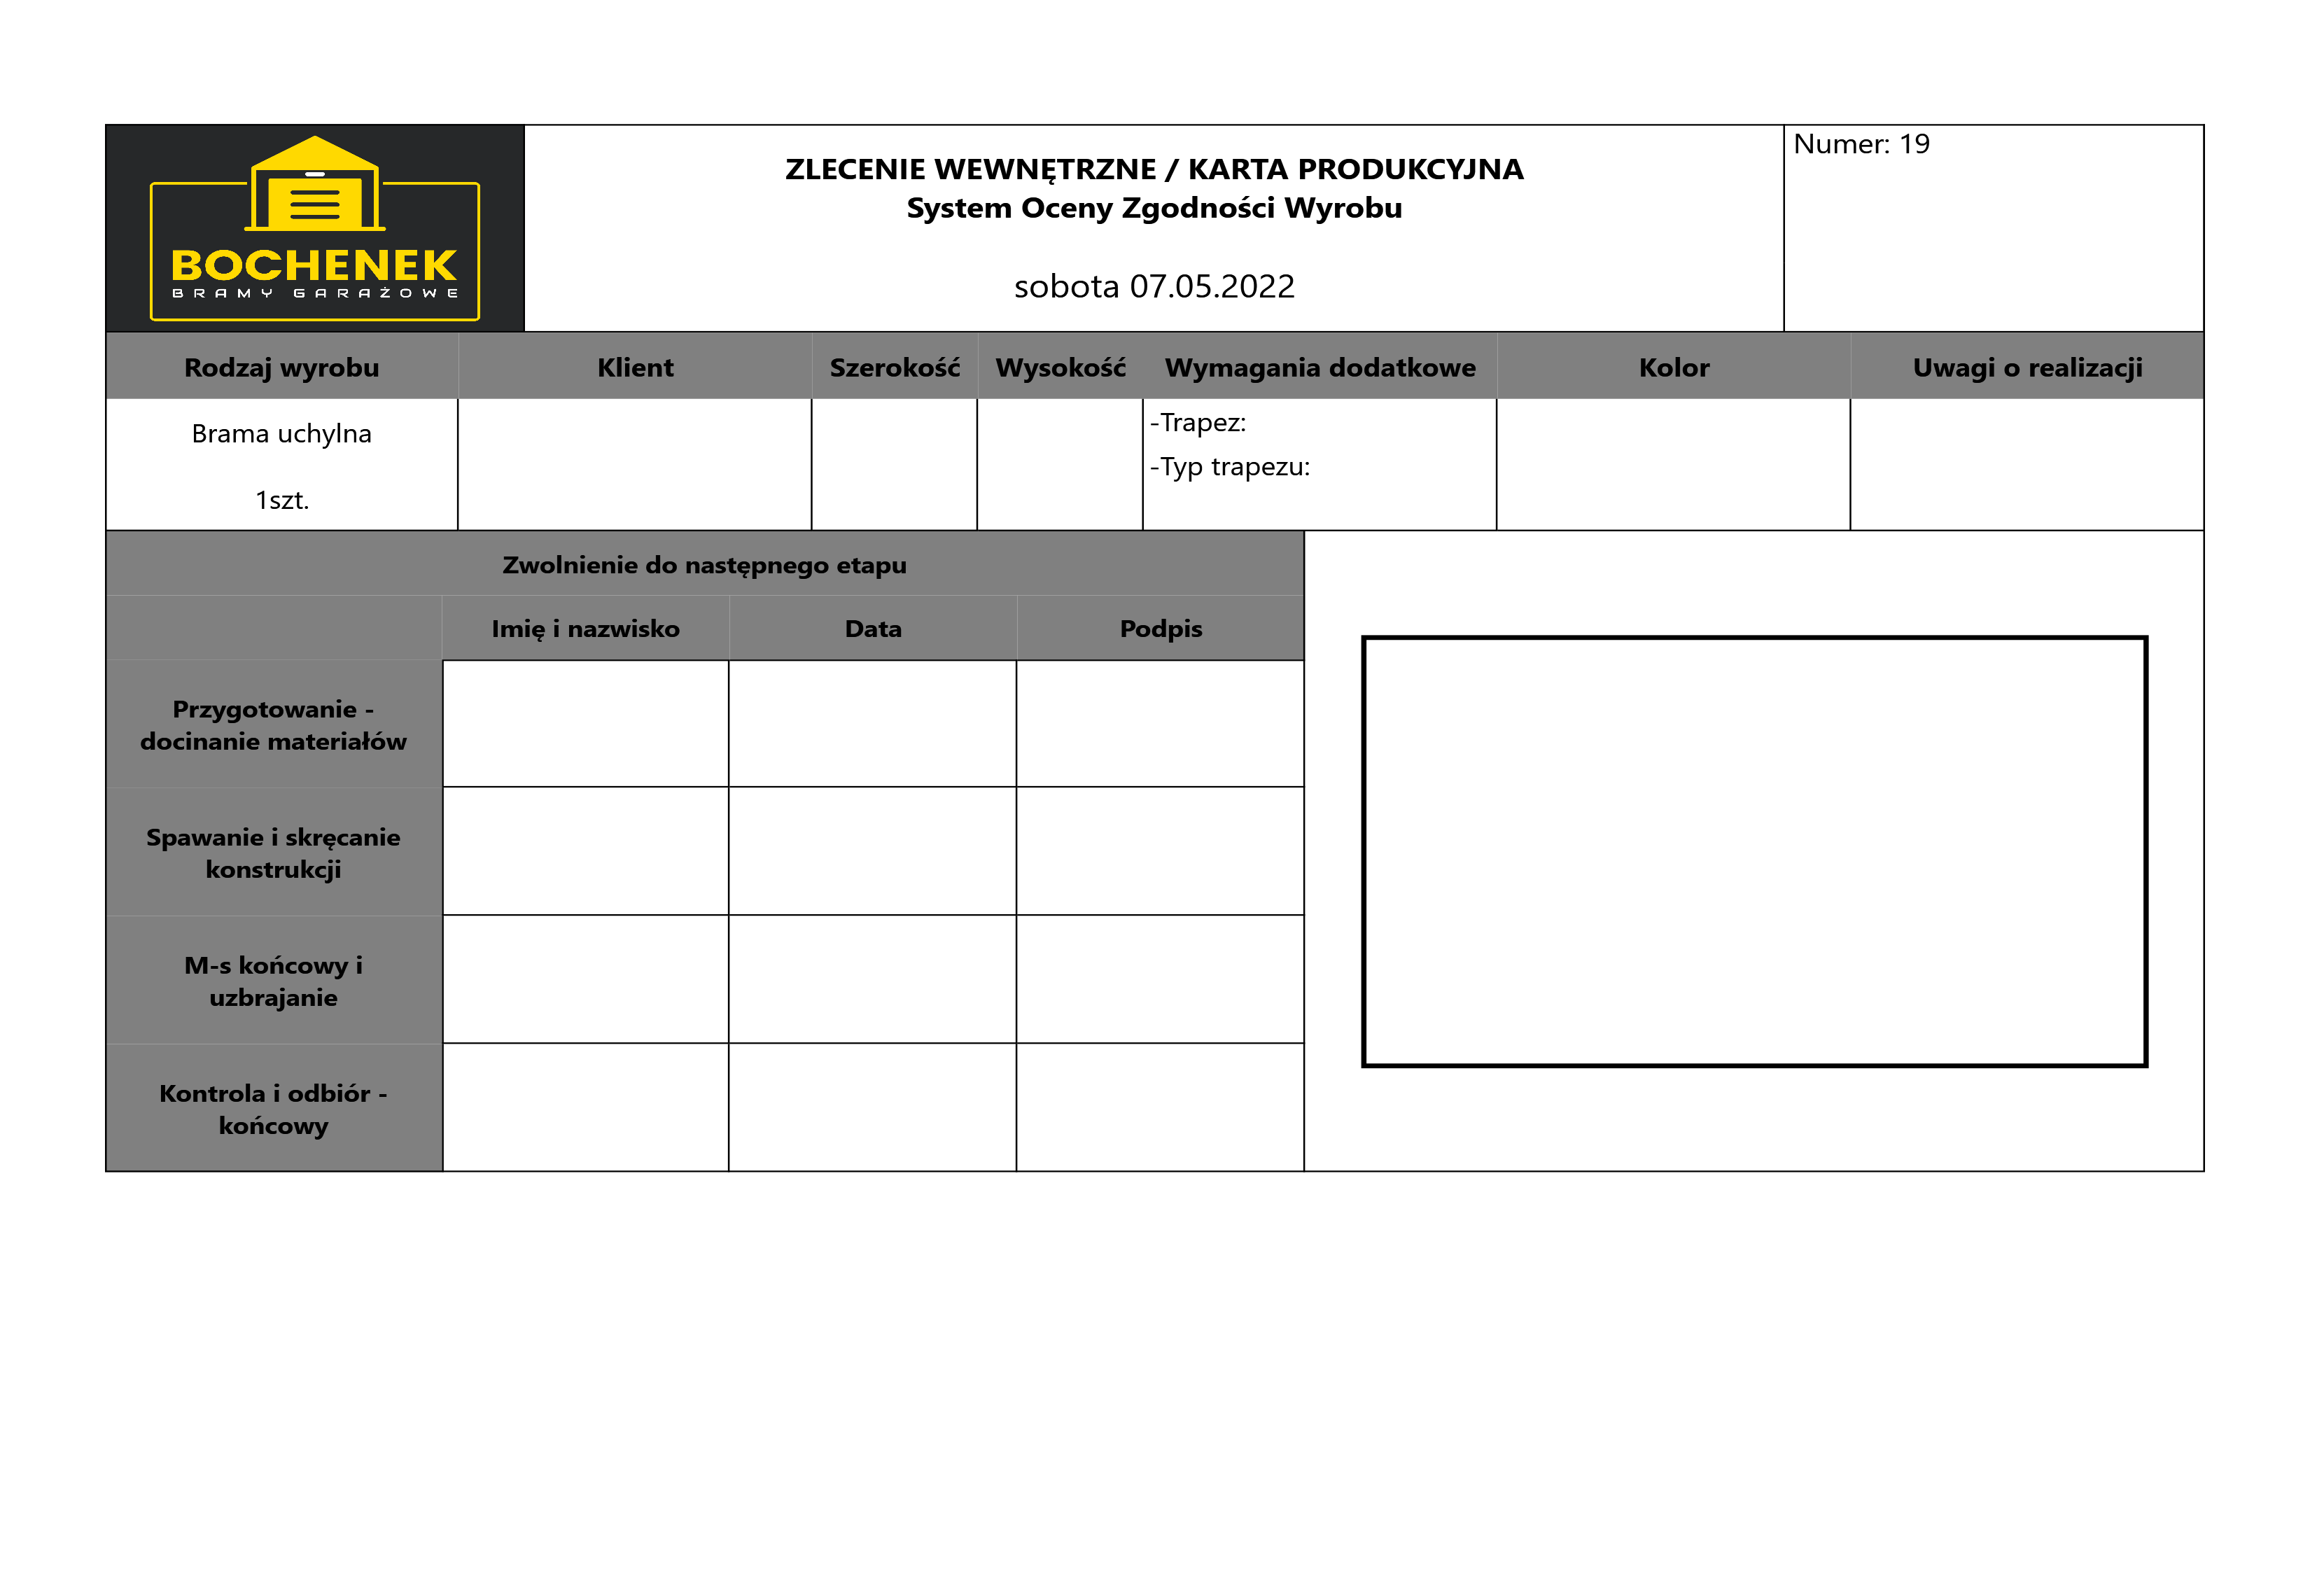 BOCHENEK
BRAMY GARAŻOWE
ZLECENIE WEWNĘTRZNE / KARTA PRODUKCYJNA
System Oceny Zgodności Wyrobu
sobota 07.05.2022
Numer: 19
Rodzaj wyrobu Klient Szerokość Wysokość Wymagania dodatkowe Kolor Uwagi o realizacji
Brama uchylna
1szt.
-Trapez:
-Typ trapezu:
Zwolnienie do następnego etapu
Imię i nazwisko Data Podpis
Przygotowanie -
docinanie materiałów
Spawanie i skręcanie
konstrukcji
M-s końcowy i
uzbrajanie
Kontrola i odbiór -
końcowy